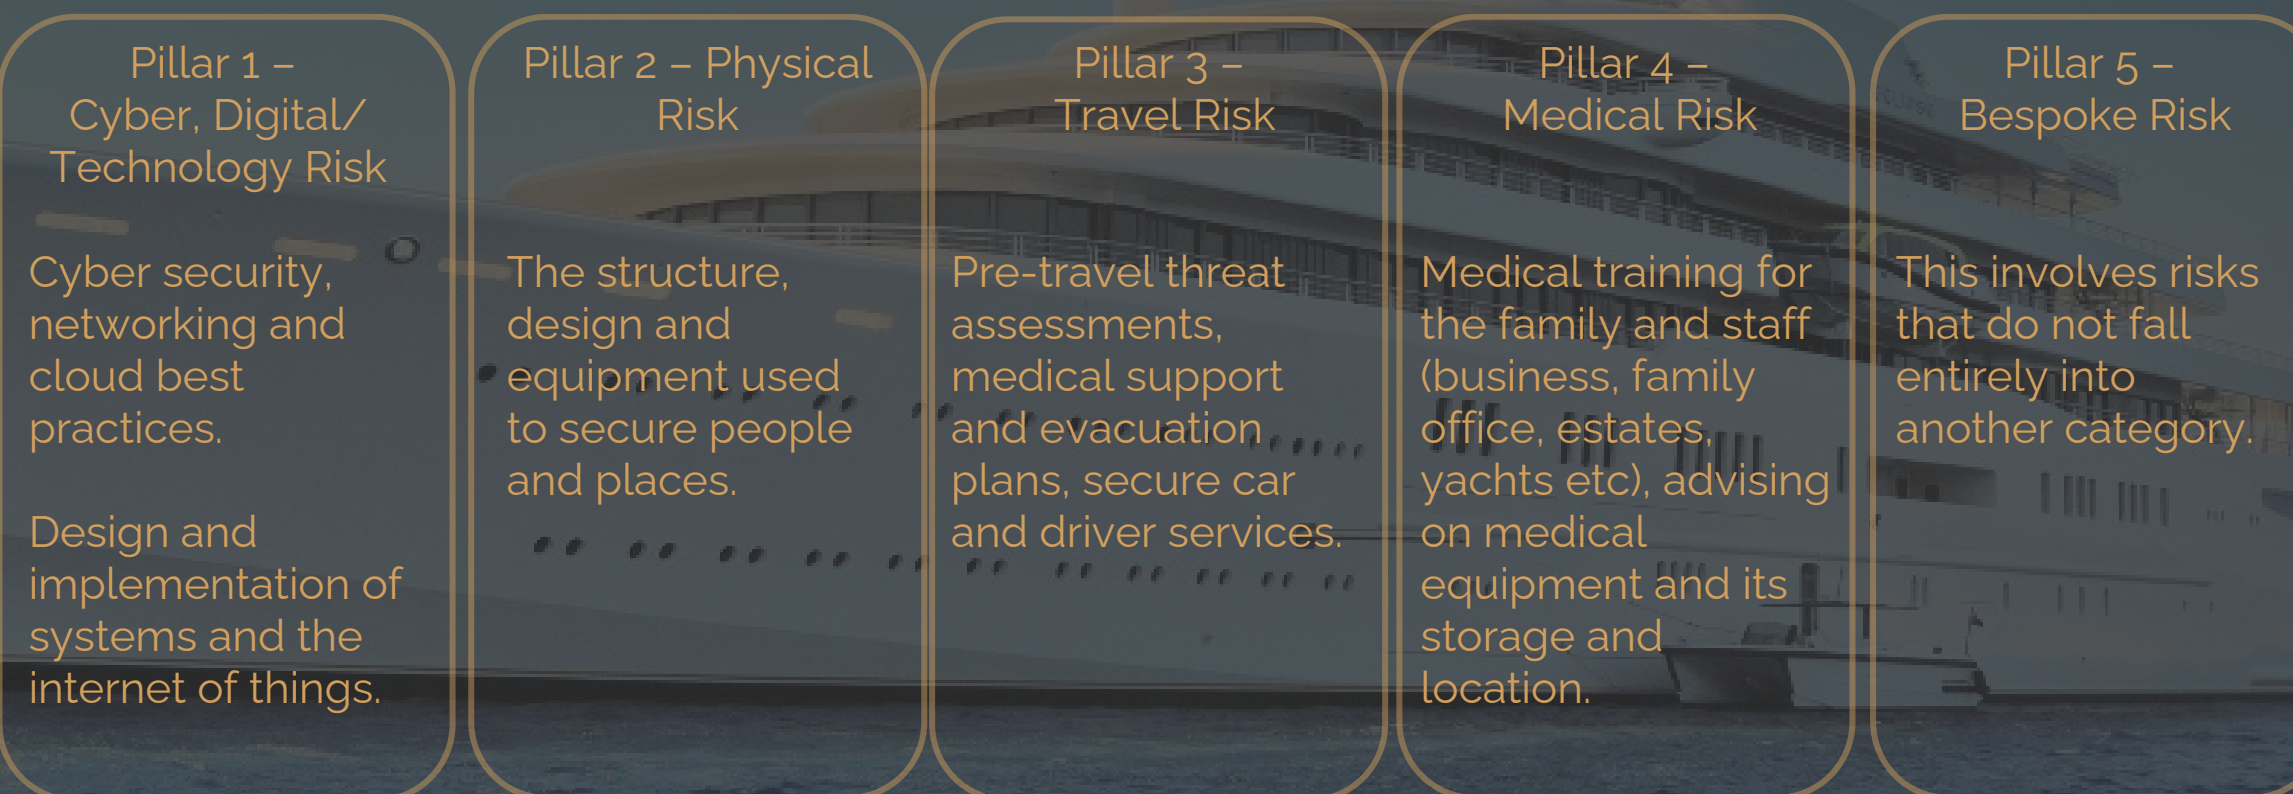 Pillar 1 –
Cyber, Digital/
Technology Risk
Cyber security,
networking and
cloud best
practices.
Design and
implementation of
systems and the
internet of things.
Pillar 2 – Physical
Risk
The structure,
design and
equipment used
to secure people
and places.
Pillar 3 –
Travel Risk
Pre-travel threat
assessments,
medical support
and evacuation
plans, secure car
and driver services.
Pillar 4 –
Medical Risk
Medical training for
the family and staff
(business, family
office, estates,
yachts etc), advising
on medical
equipment and its
storage and
location.
Pillar 5 –
Bespoke Risk
This involves risks
that do not fall
entirely into
another category.